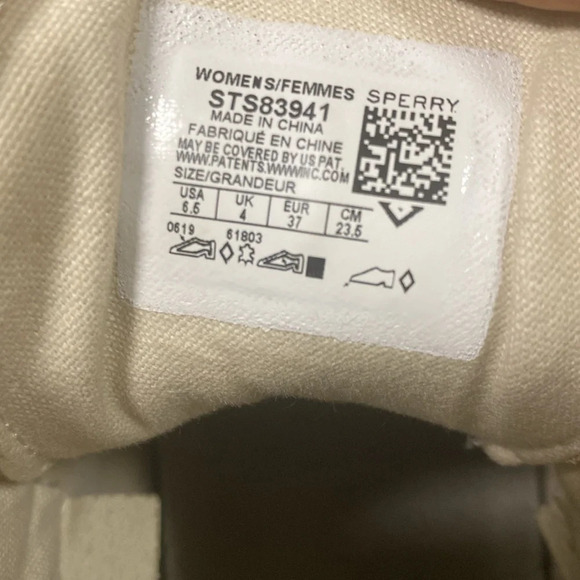 WOMENS/FEMMES
SPERRY
STS83941
MADE IN CHINA
FABRIQUÉ EN CHINE
MAY BE COVERED BY US PAT.
WWW.PATENTS.WWWINC.COM
SIZE/GRANDEUR
USA UK EUR CM
6.5 4 37 23.5
0619 61803